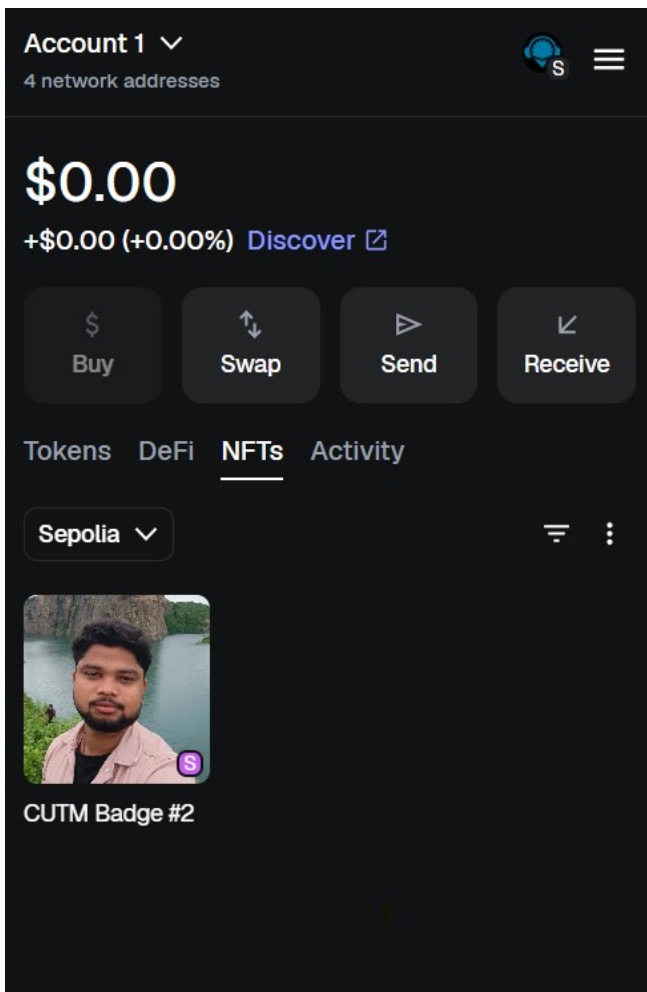 Account 1
4 network addresses
S
$0.00
+$0.00 (+0.00%) Discover
$
Buy Swap Send Receive
Tokens DeFi NFTs Activity
Sepolia
S
CUTM Badge #2